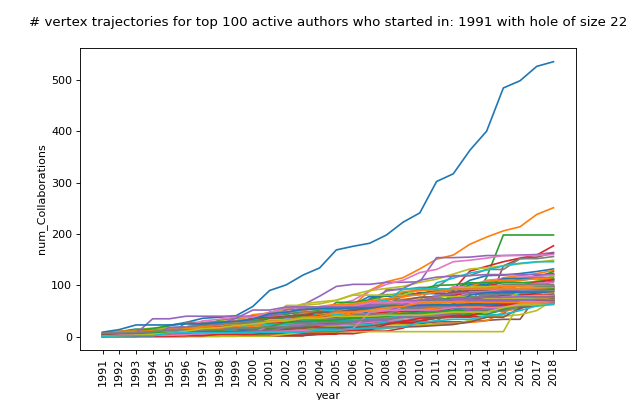 # vertex trajectories for top 100 active authors who started in: 1991 with hole of size 22
500
400
300
200
100
0
num_Collaborations
1991 1992 1993 1994 1995 1996 1997 1998 1999 2000 2001 2002 2003 2004 2005 2006 2007 2008 2009 2010 2011 2012 2013 2014 2015 2016 2017 2018
year